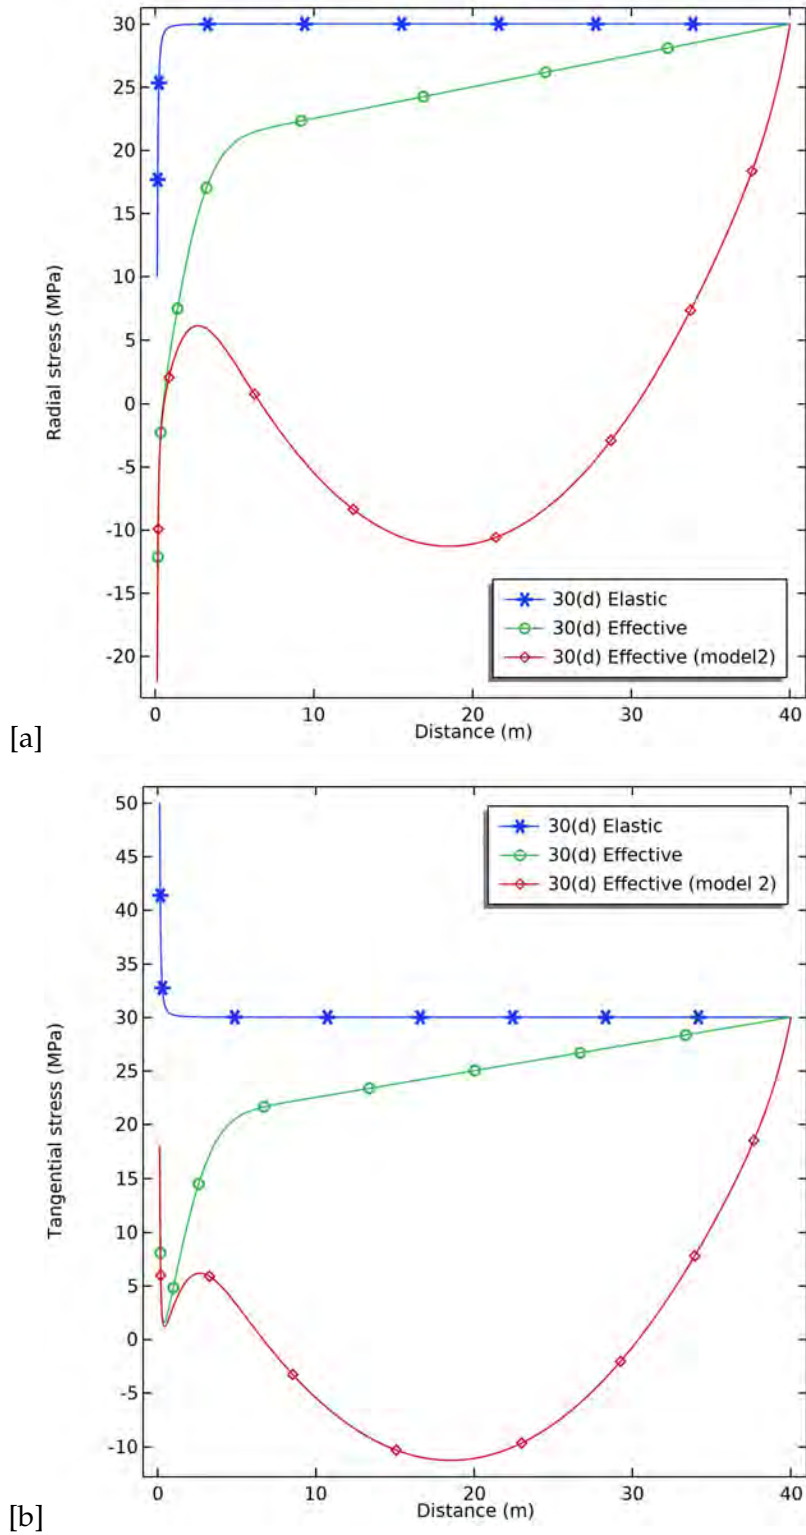 30
25
20
15
10
5
0
-5
-10
-15
-20
Radial stress (MPa)
30(d) Elastic
30(d) Effective
30(d) Effective (model2)
0
10
20
30
40
Distance (m)
[a]
50
45
40
35
30
25
20
15
10
5
0
-5
-10
Tangential stress (MPa)
30(d) Elastic
30(d) Effective
30(d) Effective (model 2)
0
10
20
30
40
Distance (m)
[b]